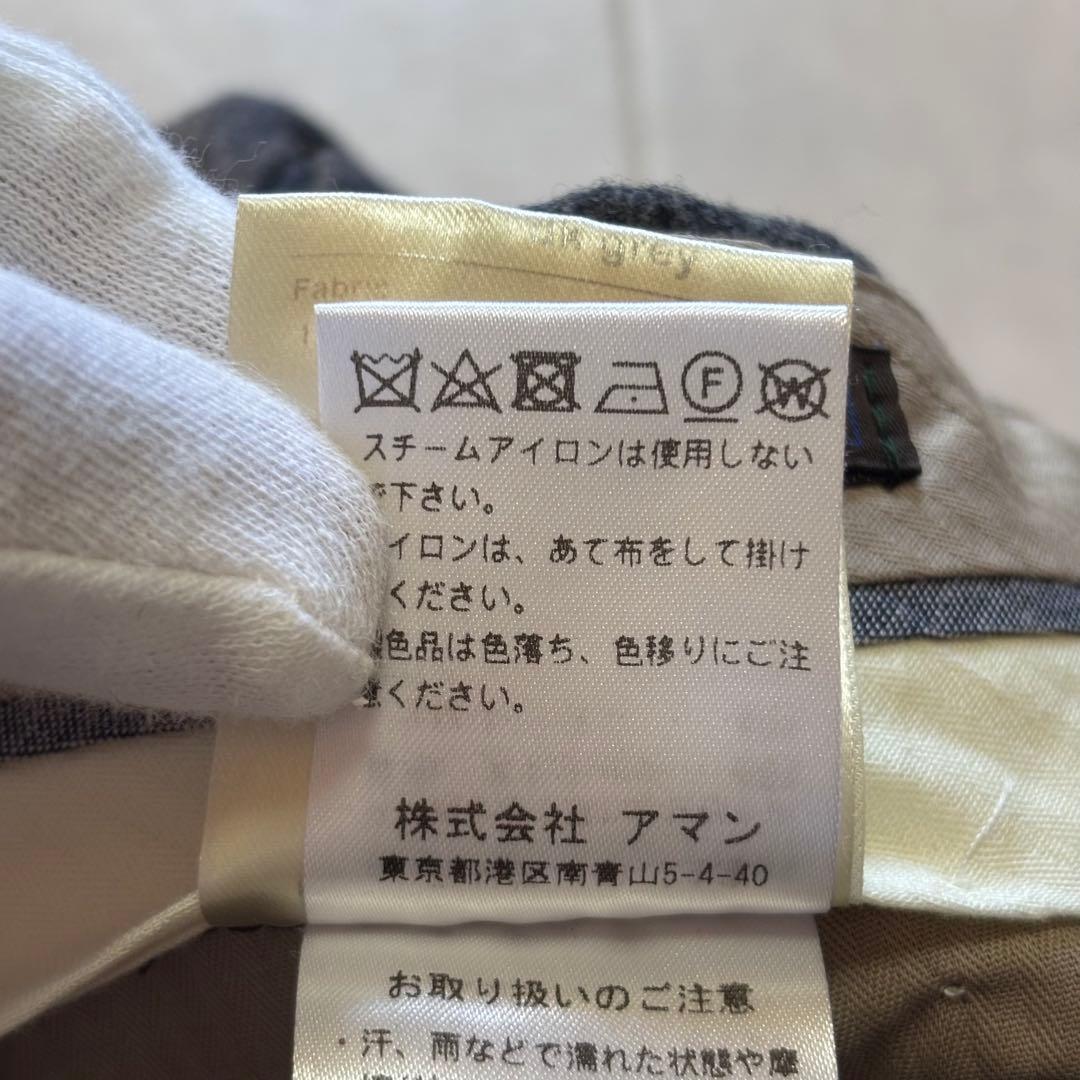 grey
Fabric
F W
スチームアイロンは使用しない
で下さい。
イロンは、あて布をして掛け
ください。
色品は色落ち、色移りにご注
意ください。
株式会社 アマン
東京都港区南青山5-4-40
お取り扱いのご注意
・汗、雨などで濡れた状態や摩